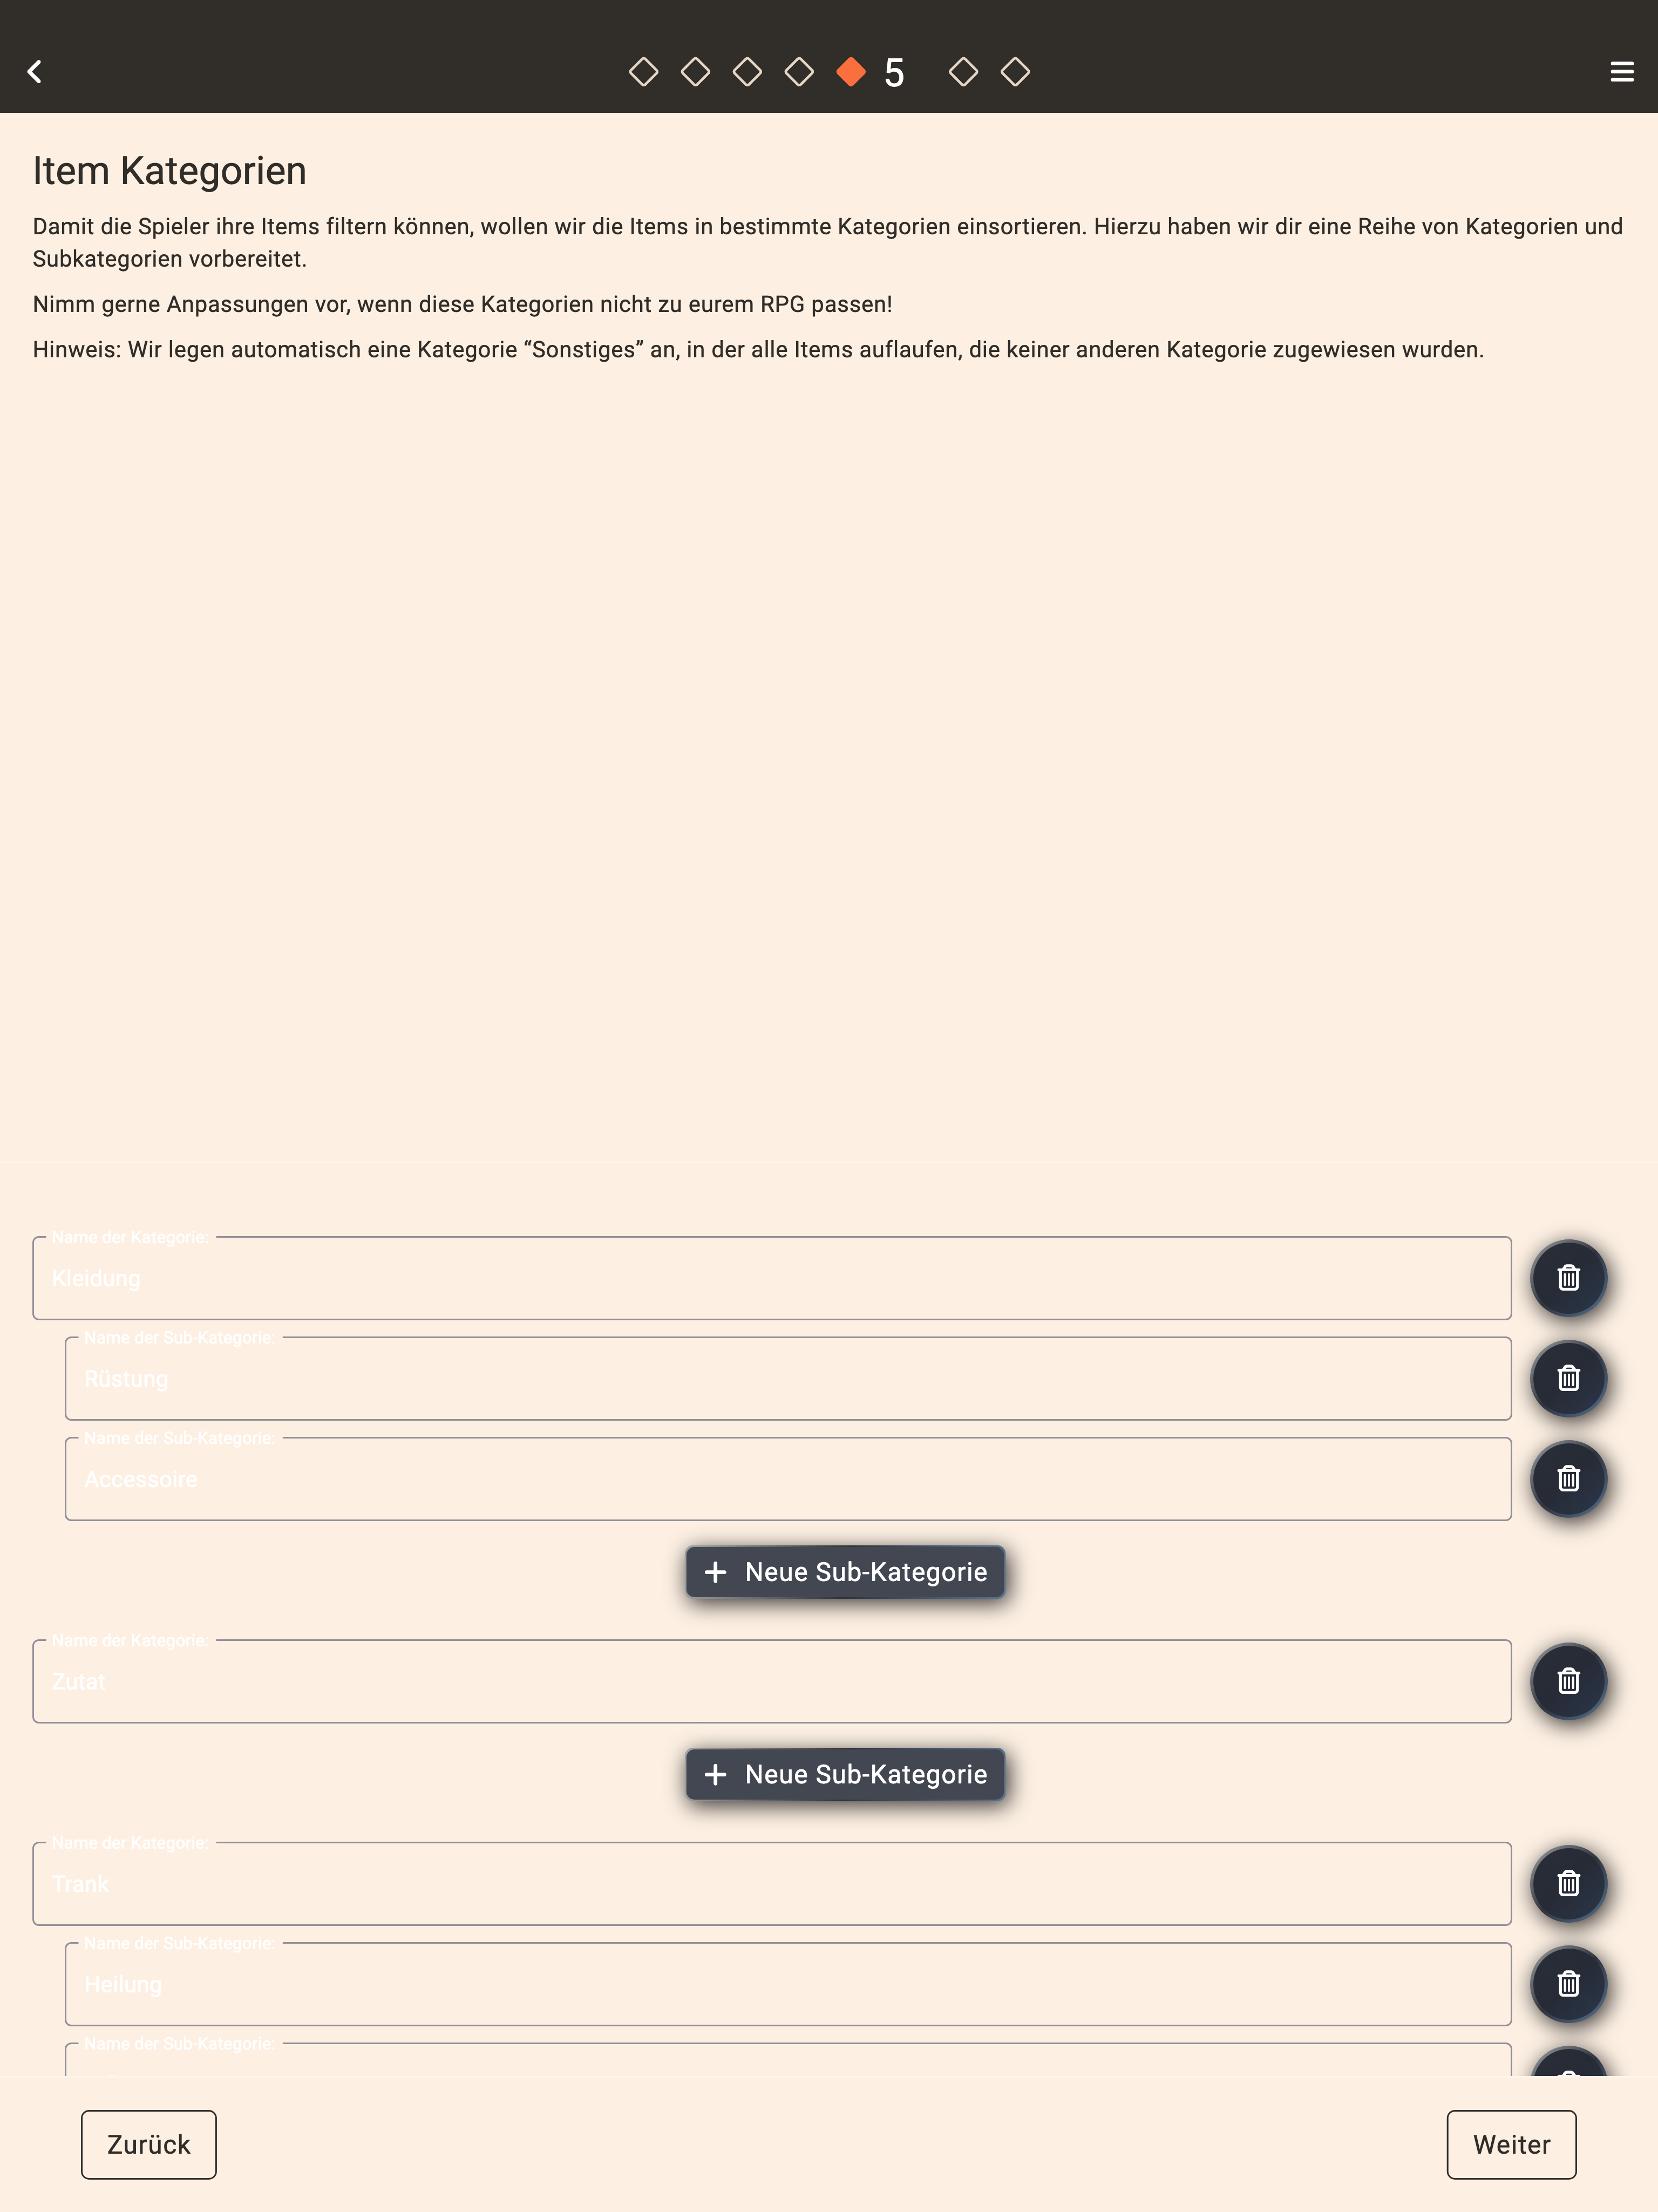 5
Item Kategorien
Damit die Spieler ihre Items filtern können, wollen wir die Items in bestimmte Kategorien einsortieren. Hierzu haben wir dir eine Reihe von Kategorien und
Subkategorien vorbereitet.
Nimm gerne Anpassungen vor, wenn diese Kategorien nicht zu eurem RPG passen!
Hinweis: Wir legen automatisch eine Kategorie “Sonstiges” an, in der alle Items auflaufen, die keiner anderen Kategorie zugewiesen wurden.
Name der Kategorie:
Kleidung
Name der Sub-Kategorie:
Rüstung
Name der Sub-Kategorie:
Accessoire
+ Neue Sub-Kategorie
Name der Kategorie:
Zutat
+ Neue Sub-Kategorie
Name der Kategorie:
Trank
Name der Sub-Kategorie:
Heilung
Name der Sub-Kategorie:
Zurück
Weiter